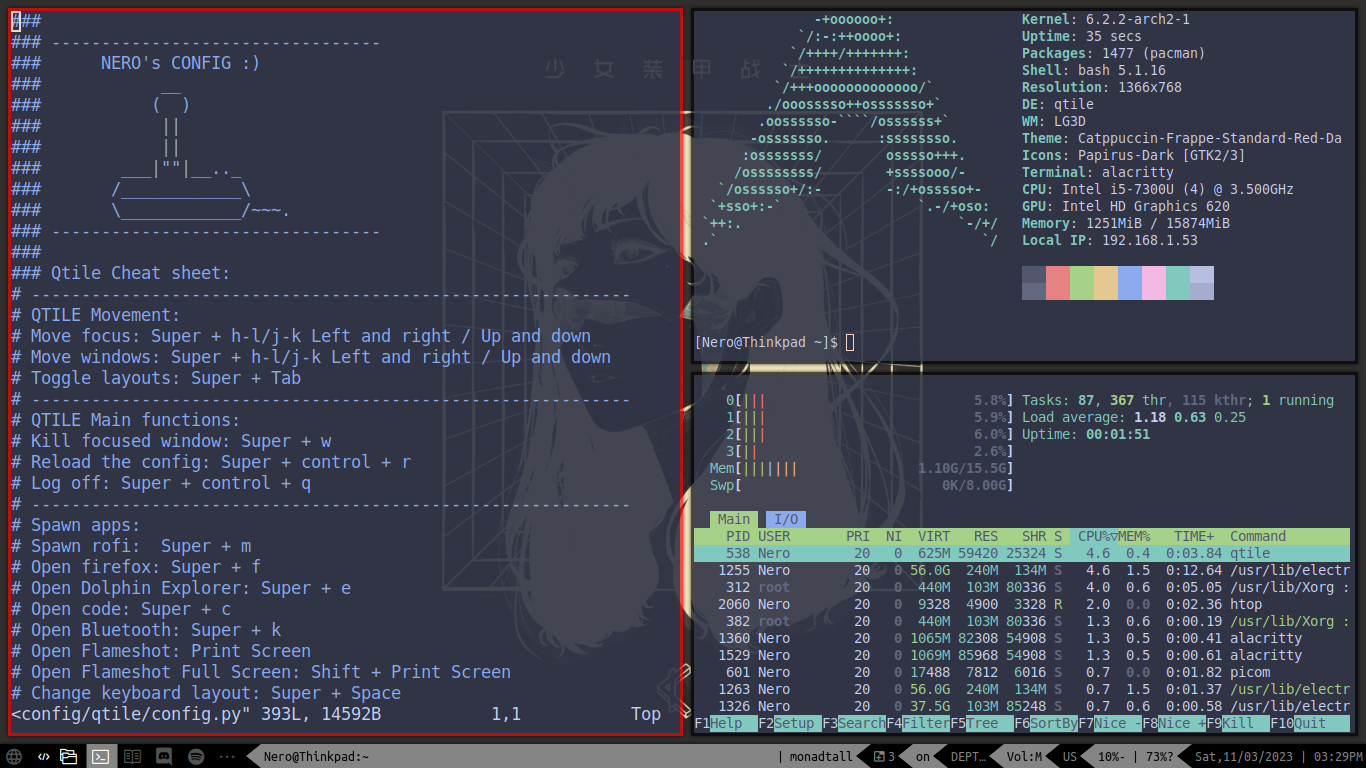 ###
### ---------------------------------
###      NERO's CONFIG :)
###            __
###           (  )
###            ||
###            ||
###        ___|""|__.._
###       /____________\
###       \____________/~~~.
### ---------------------------------
###
### Qtile Cheat sheet:
# ------------------------------------------------------------
# QTILE Movement:
# Move focus: Super + h-l/j-k Left and right / Up and down
# Move windows: Super + h-l/j-k Left and right / Up and down
# Toggle layouts: Super + Tab
# ------------------------------------------------------------
# QTILE Main functions:
# Kill focused window: Super + w
# Reload the config: Super + control + r
# Log off: Super + control + q
# ------------------------------------------------------------
# Spawn apps:
# Spawn rofi:  Super + m
# Open firefox: Super + f
# Open Dolphin Explorer: Super + e
# Open code: Super + c
# Open Bluetooth: Super + k
# Open Flameshot: Print Screen
# Open Flameshot Full Screen: Shift + Print Screen
# Change keyboard layout: Super + Space
<config/qtile/config.py" 393L, 14592B 1,1 Top
少 女 装 甲 战
-+oooooo+: Kernel: 6.2.2-arch2-1
`/:-:++oooo+: Uptime: 35 secs
`/++++/+++++++: Packages: 1477 (pacman)
`/++++++++++++++: Shell: bash 5.1.16
`/+++ooooooooooooo/` Resolution: 1366x768
./ooosssso++osssssso+` DE: qtile
.oossssso-````/ossssss+` WM: LG3D
-osssssso.      :ssssssso. Theme: Catppuccin-Frappe-Standard-Red-Da
:osssssss/        osssso+++. Icons: Papirus-Dark [GTK2/3]
/ossssssss/        +ssssooo/- Terminal: alacritty
`/ossssso+/:-        -:/+osssso+- CPU: Intel i5-7300U (4) @ 3.500GHz
`+sso+:-`                 `.-/+oso: GPU: Intel HD Graphics 620
`++:.                           `-/+/ Memory: 1251MiB / 15874MiB
.`                                 `/ Local IP: 192.168.1.53
[Nero@Thinkpad ~]$
0[||| 5.8%] Tasks: 87, 367 thr, 115 kthr; 1 running
1[||| 5.9%] Load average: 1.18 0.63 0.25
2[||| 6.0%] Uptime: 00:01:51
3[|| 2.6%]
Mem[||||||| 1.10G/15.5G]
Swp[ 0K/8.00G]
Main I/O
PID USER PRI NI VIRT RES SHR S CPU%▽MEM% TIME+ Command
538 Nero 20 0 625M 59420 25324 S 4.6 0.4 0:03.84 qtile
1255 Nero 20 0 56.0G 240M 134M S 4.6 1.5 0:12.64 /usr/lib/electr
312 root 20 0 440M 103M 80336 S 4.0 0.6 0:05.05 /usr/lib/Xorg :
2060 Nero 20 0 9328 4900 3328 R 2.0 0.0 0:02.36 htop
382 root 20 0 440M 103M 80336 S 1.3 0.6 0:00.19 /usr/lib/Xorg :
1360 Nero 20 0 1065M 82308 54908 S 1.3 0.5 0:00.41 alacritty
1529 Nero 20 0 1069M 85968 54908 S 1.3 0.5 0:00.61 alacritty
601 Nero 20 0 17488 7812 6016 S 0.7 0.0 0:01.82 picom
1263 Nero 20 0 56.0G 240M 134M S 0.7 1.5 0:01.37 /usr/lib/electr
1326 Nero 20 0 37.5G 103M 85248 S 0.7 0.6 0:00.58 /usr/lib/electr
F1Help F2Setup F3SearchF4FilterF5Tree F6SortByF7Nice -F8Nice +F9Kill F10Quit
Nero@Thinkpad:~ | monadtall 3 on DEPT… Vol:M US 10%- | 73%? Sat,11/03/2023 | 03:29PM